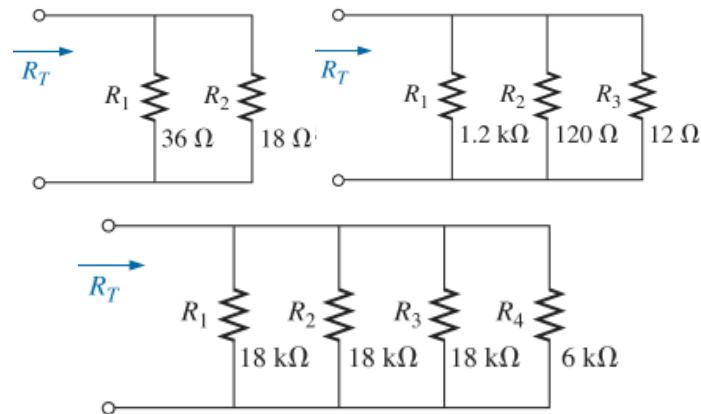 R_T R_1 R_2
36 Ω 18 Ω
R_T R_1 R_2 R_3
1.2 kΩ 120 Ω 12 Ω
R_T
R_1 R_2 R_3 R_4
18 kΩ 18 kΩ 18 kΩ 6 kΩ